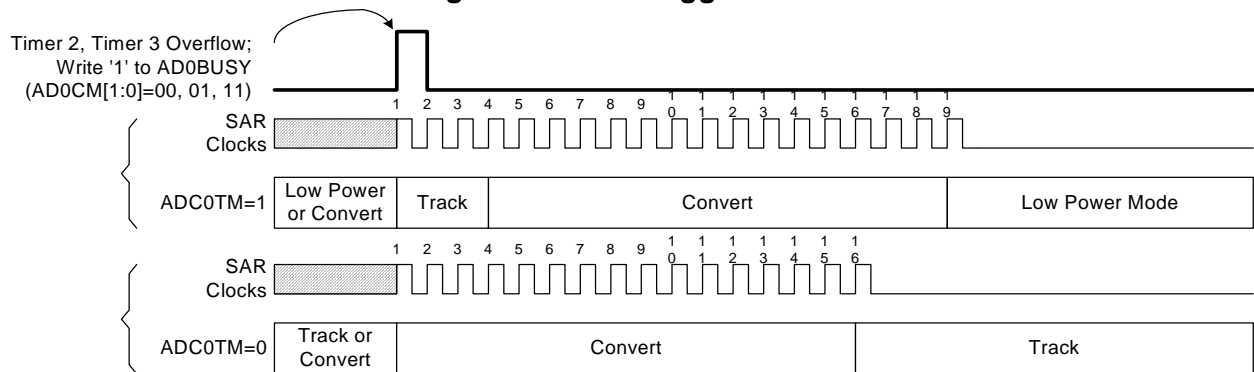 Timer 2, Timer 3 Overflow;
Write '1' to AD0BUSY
(AD0CM[1:0]=00, 01, 11)
1 2 3 4 5 6 7 8 9 10 11 12 13 14 15 16 17 18 19
SAR
Clocks
ADC0TM=1
Low Power
or Convert
Track
Convert
Low Power Mode
1 2 3 4 5 6 7 8 9 10 11 12 13 14 15 16
SAR
Clocks
ADC0TM=0
Track or
Convert
Convert
Track